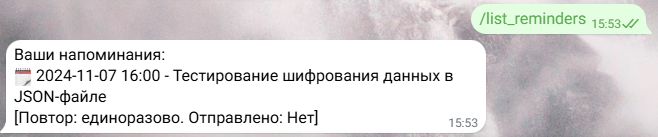 /list_reminders 15:53
Ваши напоминания:
🗓 2024-11-07 16:00 - Тестирование шифрования данных в
JSON-файле
[Повтор: единоразово. Отправлено: Нет] 15:53